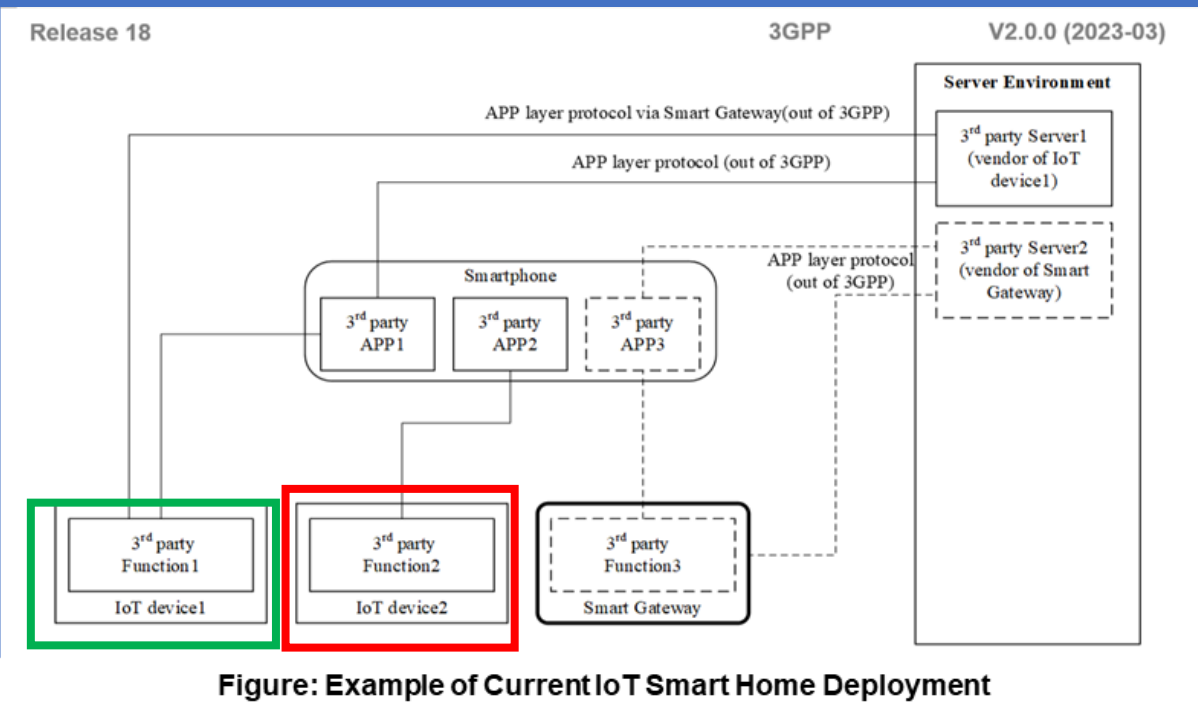 Release 18 3GPP V2.0.0 (2023-03)
Server Environment
APP layer protocol via Smart Gateway(out of 3GPP)
3rd party Server1
(vendor of IoT
device1)
APP layer protocol (out of 3GPP)
3rd party Server2
(vendor of Smart
Gateway)
APP layer protocol
(out of 3GPP)
Smartphone
3rd party
APP1
3rd party
APP2
3rd party
APP3
3rd party
Function1
IoT device1
3rd party
Function2
IoT device2
3rd party
Function3
Smart Gateway
Figure: Example of Current IoT Smart Home Deployment